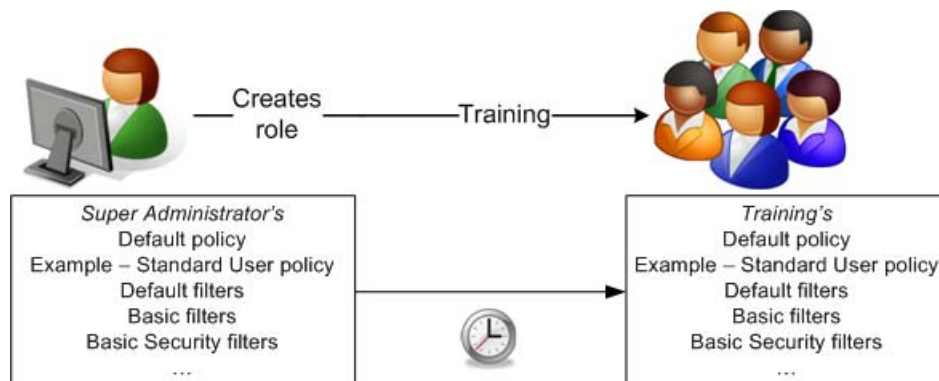 Creates
role
Training
Super Administrator's
Default policy
Example – Standard User policy
Default filters
Basic filters
Basic Security filters
...
Training's
Default policy
Example – Standard User policy
Default filters
Basic filters
Basic Security filters
...